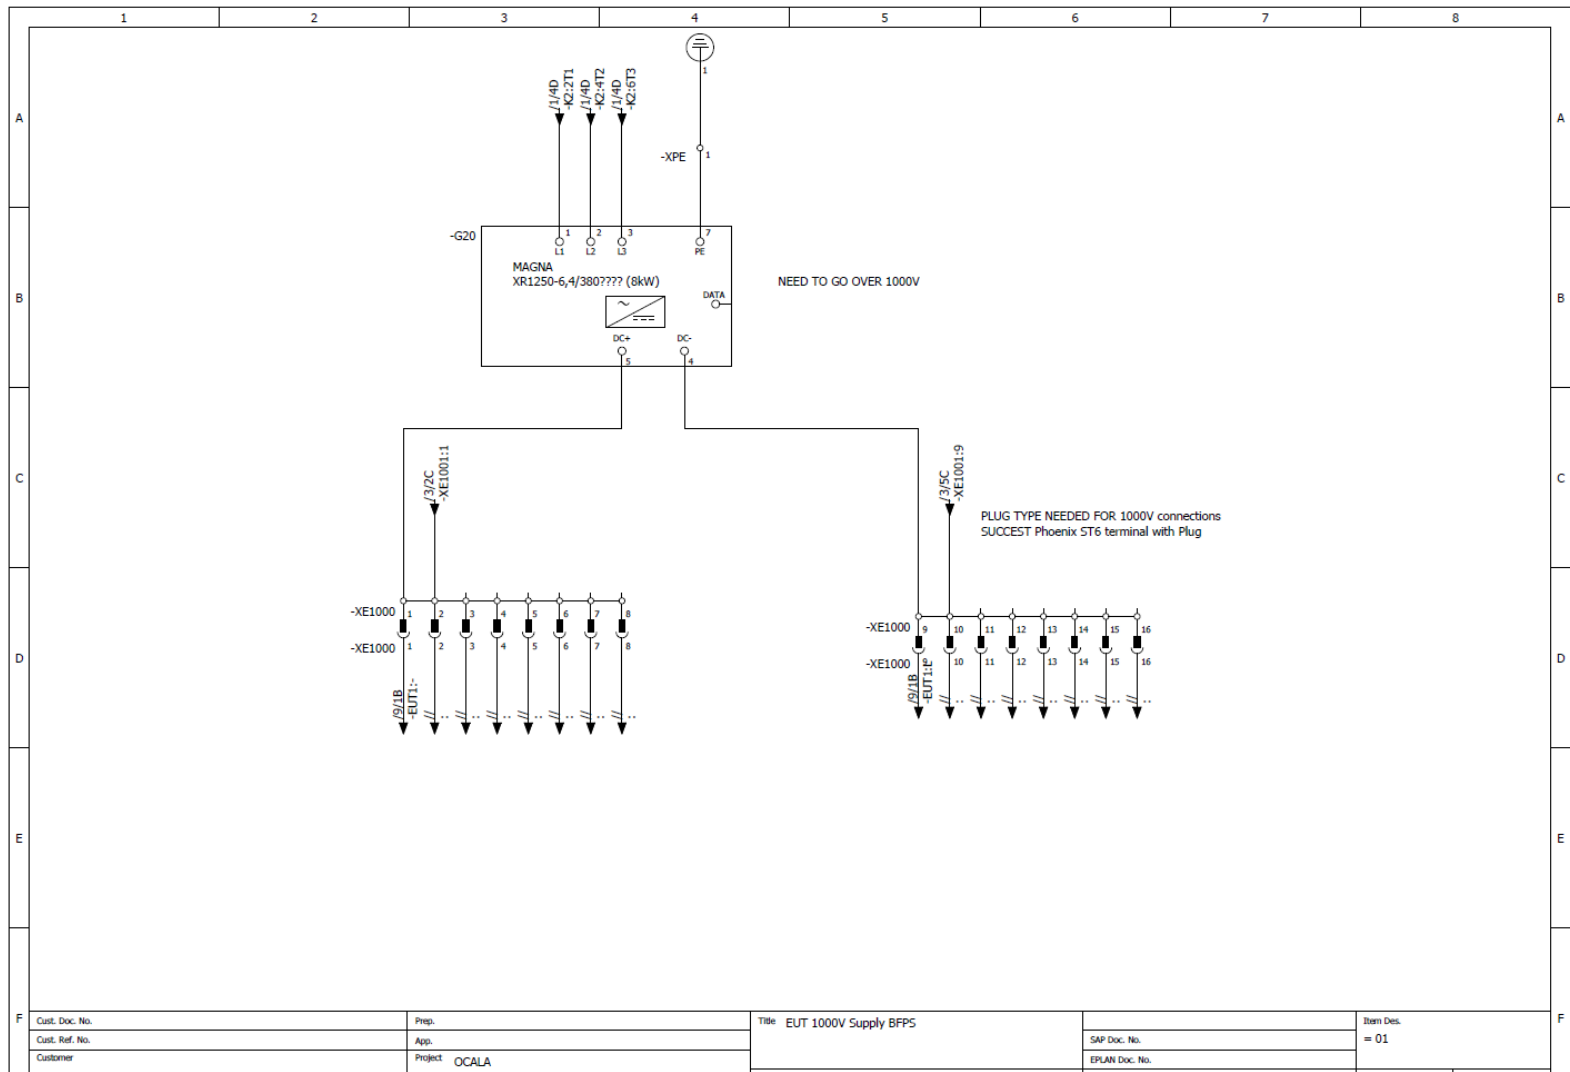 1 2 3 4 5 6 7 8
A A
/1/4D
-K2:2T1
/1/4D
-K2:4T2
/1/4D
-K2:6T3
1
-XPE 1
B B
-G20
1 2 3 7
L1 L2 L3 PE
MAGNA
XR1250-6,4/380???? (8kW)
NEED TO GO OVER 1000V
DATA
DC+ DC-
5 4
C C
/3/2C
-XE1001:1
/3/5C
-XE1001:9
PLUG TYPE NEEDED FOR 1000V connections
SUCCEST Phoenix ST6 terminal with Plug
D D
-XE1000 1 2 3 4 5 6 7 8
-XE1000 1 2 3 4 5 6 7 8
/9/1B
-EUT1:-
// .. // .. // .. // .. // .. // .. // ..
-XE1000 9 10 11 12 13 14 15 16
-XE1000 9 10 11 12 13 14 15 16
/9/1B
// .. // .. // .. // .. // .. // .. // ..
E E
F F
Cust. Doc. No.
Cust. Ref. No.
Customer
Prep.
App.
Project OCALA
Title EUT 1000V Supply BFPS
SAP Doc. No.
EPLAN Doc. No.
Item Des.
= 01